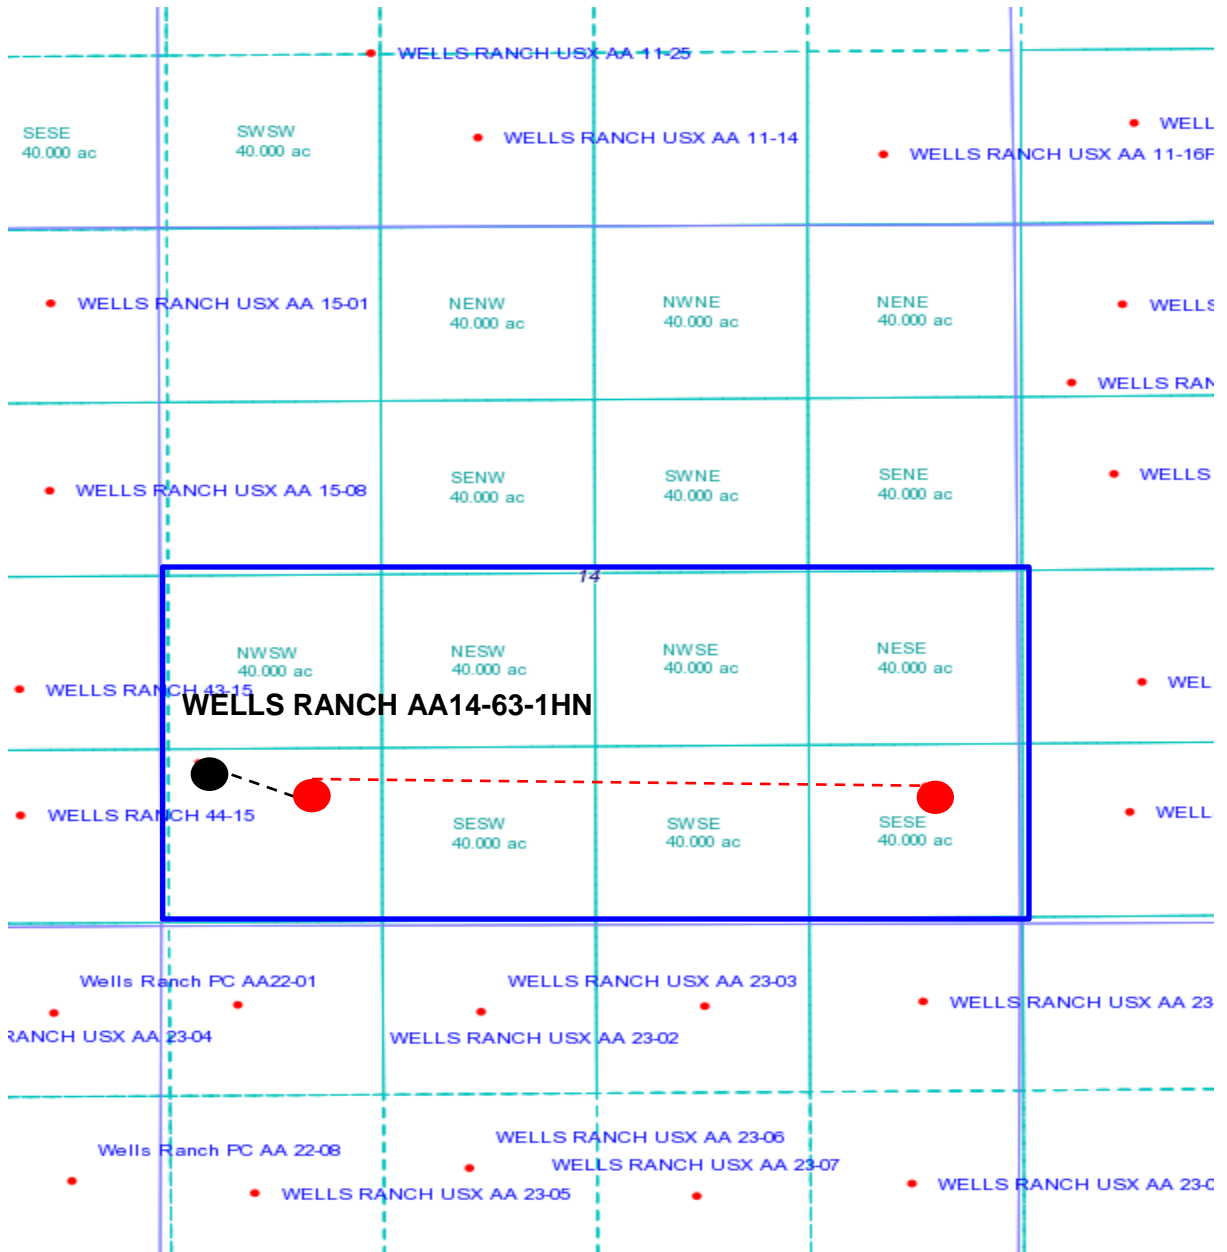 WELLS RANCH USX AA 11-25
SESE
40.000 ac
SWSW
40.000 ac
WELLS RANCH USX AA 11-14
WELL
WELLS RANCH USX AA 11-16F
WELLS RANCH USX AA 15-01
NENW
40.000 ac
NWNE
40.000 ac
NENE
40.000 ac
WELLS
WELLS RAN
WELLS RANCH USX AA 15-08
SENW
40.000 ac
SWNE
40.000 ac
SENE
40.000 ac
WELLS
14
NWSW
40.000 ac
NESW
40.000 ac
NWSE
40.000 ac
NESE
40.000 ac
WELLS RANCH 43-15
WEL
WELLS RANCH AA14-63-1HN
WELLS RANCH 44-15
SESW
40.000 ac
SWSE
40.000 ac
SESE
40.000 ac
WELL
Wells Ranch PC AA22-01
WELLS RANCH USX AA 23-03
WELLS RANCH USX AA 23-
RANCH USX AA 23-04
WELLS RANCH USX AA 23-02
Wells Ranch PC AA 22-08
WELLS RANCH USX AA 23-06
WELLS RANCH USX AA 23-07
WELLS RANCH USX AA 23-05
WELLS RANCH USX AA 23-0